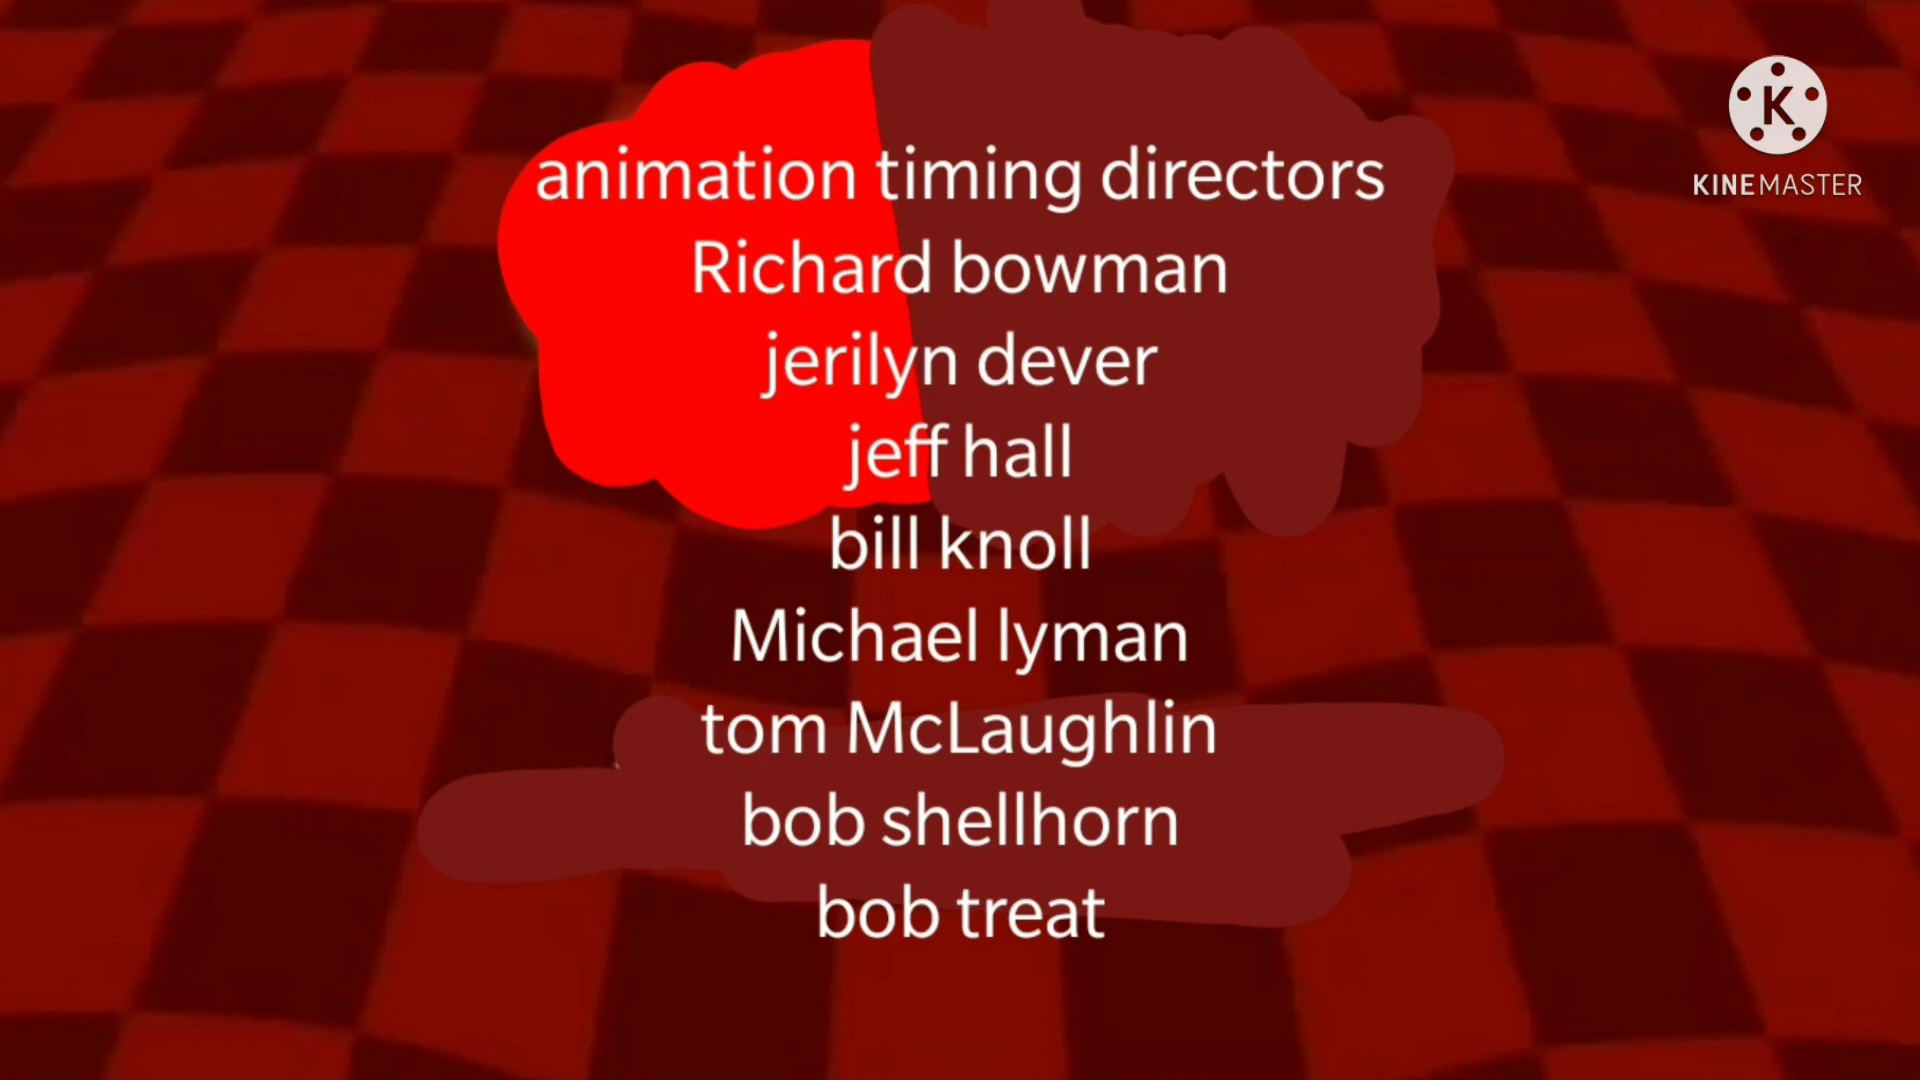 animation timing directors
Richard bowman
jerilyn dever
jeff hall
bill knoll
Michael lyman
tom McLaughlin
bob shellhorn
bob treat
K
KINEMASTER